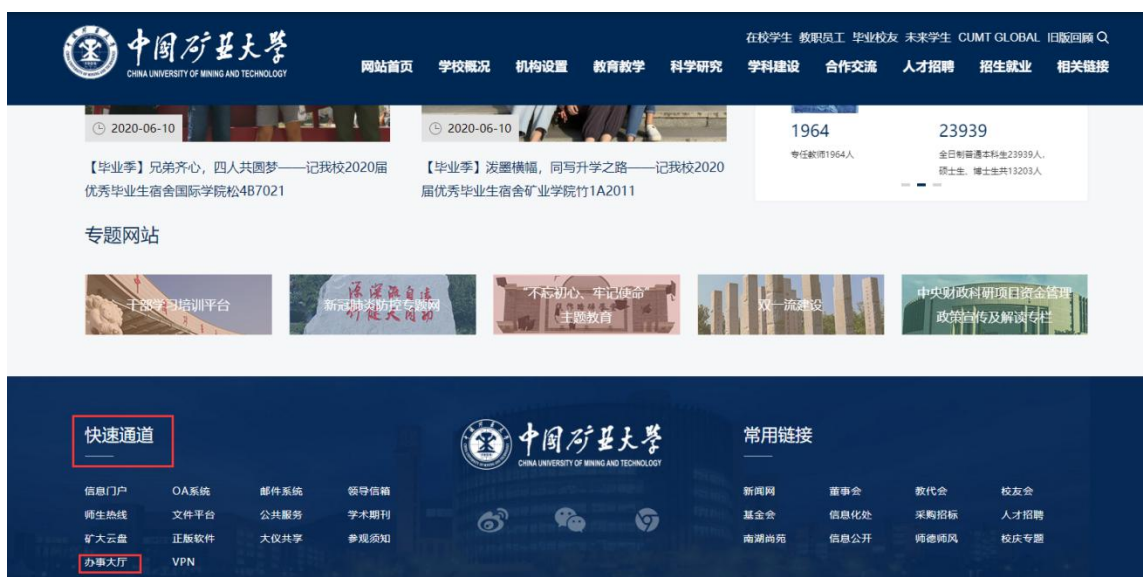 中国矿业大学
CHINA UNIVERSITY OF MINING AND TECHNOLOGY
在校学生 教职员工 毕业校友 未来学生 CUMT GLOBAL 旧版回顾
网站首页 学校概况 机构设置 教育教学 科学研究 学科建设 合作交流 人才招聘 招生就业 相关链接
2020-06-10
【毕业季】兄弟齐心，四人共圆梦——记我校2020届
优秀毕业生宿舍国际学院松4B7021
2020-06-10
【毕业季】泼墨横幅，同写升学之路——记我校2020
届优秀毕业生宿舍矿业学院竹1A2011
1964
专任教师1964人
23939
全日制普通本科生23939人、
硕士生、博士生共13203人
专题网站
干部学习培训平台
新冠肺炎防控专题网
"不忘初心、牢记使命"
主题教育
双一流建设
中央财政科研项目资金管理
政策宣传及解读专栏
快速通道
信息门户 OA系统 邮件系统 领导信箱
师生热线 文件平台 公共服务 学术期刊
矿大云盘 正版软件 大仪共享 参观须知
办事大厅 VPN
中国矿业大学
CHINA UNIVERSITY OF MINING AND TECHNOLOGY
常用链接
新闻网 董事会 教代会 校友会
基金会 信息化处 采购招标 人才招聘
南湖尚苑 信息公开 师德师风 校庆专题